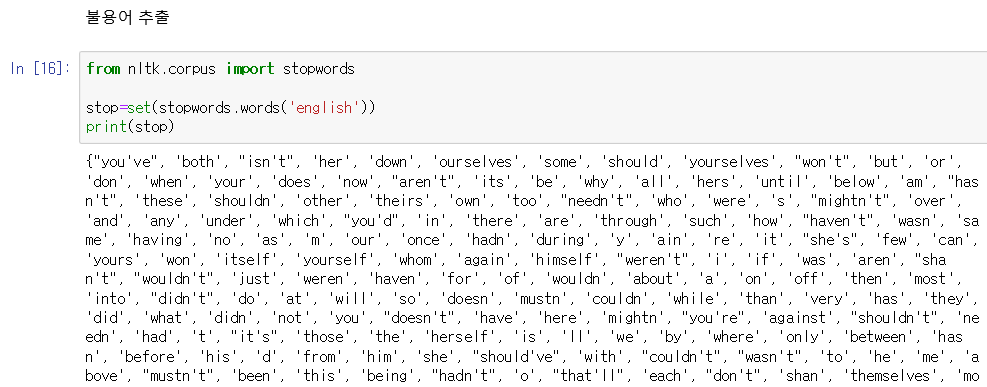 불용어 추출
In [16]: from nltk.corpus import stopwords
stop=set(stopwords.words('english'))
print(stop)
{"you've", 'both', "isn't", 'her', 'down', 'ourselves', 'some', 'should', 'yourselves', "won't", 'but', 'or',
'don', 'when', 'your', 'does', 'now', "aren't", 'its', 'be', 'why', 'all', 'hers', 'until', 'below', 'am', "has
n't", 'these', 'shouldn', 'other', 'theirs', 'own', 'too', "needn't", 'who', 'were', 's', "mightn't", 'over',
'and', 'any', 'under', 'which', "you'd", 'in', 'there', 'are', 'through', 'such', 'how', "haven't", 'wasn', 'sa
me', 'having', 'no', 'as', 'm', 'our', 'once', 'hadn', 'during', 'y', 'ain', 're', 'it', "she's", 'few', 'can',
'yours', 'won', 'itself', 'yourself', 'whom', 'again', 'himself', "weren't", 'i', 'if', 'was', 'aren', "sha
n't", "wouldn't", 'just', 'weren', 'haven', 'for', 'of', 'wouldn', 'about', 'a', 'on', 'off', 'then', 'most',
'into', "didn't", 'do', 'at', 'will', 'so', 'doesn', 'mustn', 'couldn', 'while', 'than', 'very', 'has', 'they',
'did', 'what', 'didn', 'not', 'you', "doesn't", 'have', 'here', 'mightn', "you're", 'against', "shouldn't", 'ne
edn', 'had', 't', "it's", 'those', 'the', 'herself', 'is', 'll', 'we', 'by', 'where', 'only', 'between', 'has
n', 'before', 'his', 'd', 'from', 'him', 'she', "should've", 'with', "couldn't", "wasn't", 'to', 'he', 'me', 'a
bove', "mustn't", 'been', 'this', 'being', "hadn't", 'o', "that'll", 'each', "don't", 'shan', 'themselves', 'mo